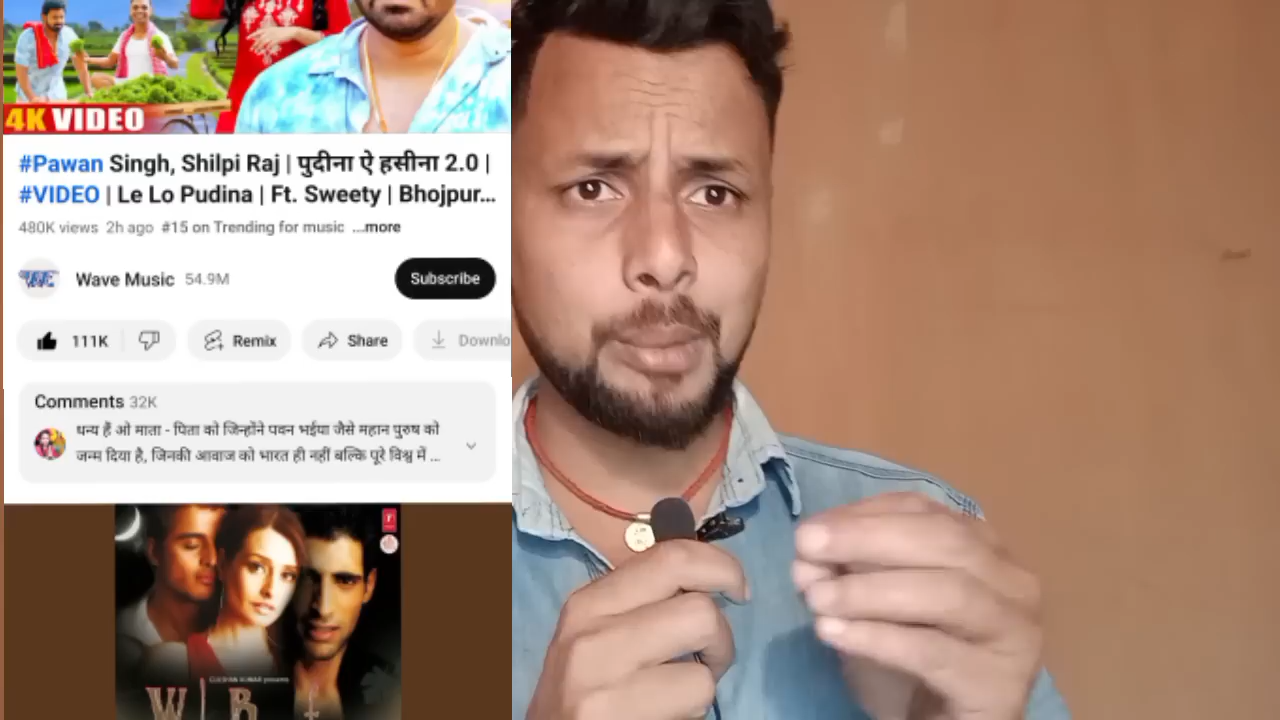 4K VIDEO
#Pawan Singh, Shilpi Raj | पुदीना ऐ हसीना 2.0 |
#VIDEO | Le Lo Pudina | Ft. Sweety | Bhojpur...
480K views 2h ago #15 on Trending for music ...more
Wave Music 54.9M
Subscribe
111K Remix Share Downlo
Comments 32K
धन्य हैं ओ माता - पिता को जिन्होंने पवन भईया जैसे महान पुरुष को
जन्म दिया है, जिनकी आवाज को भारत ही नहीं बल्कि पूरे विश्व में ...